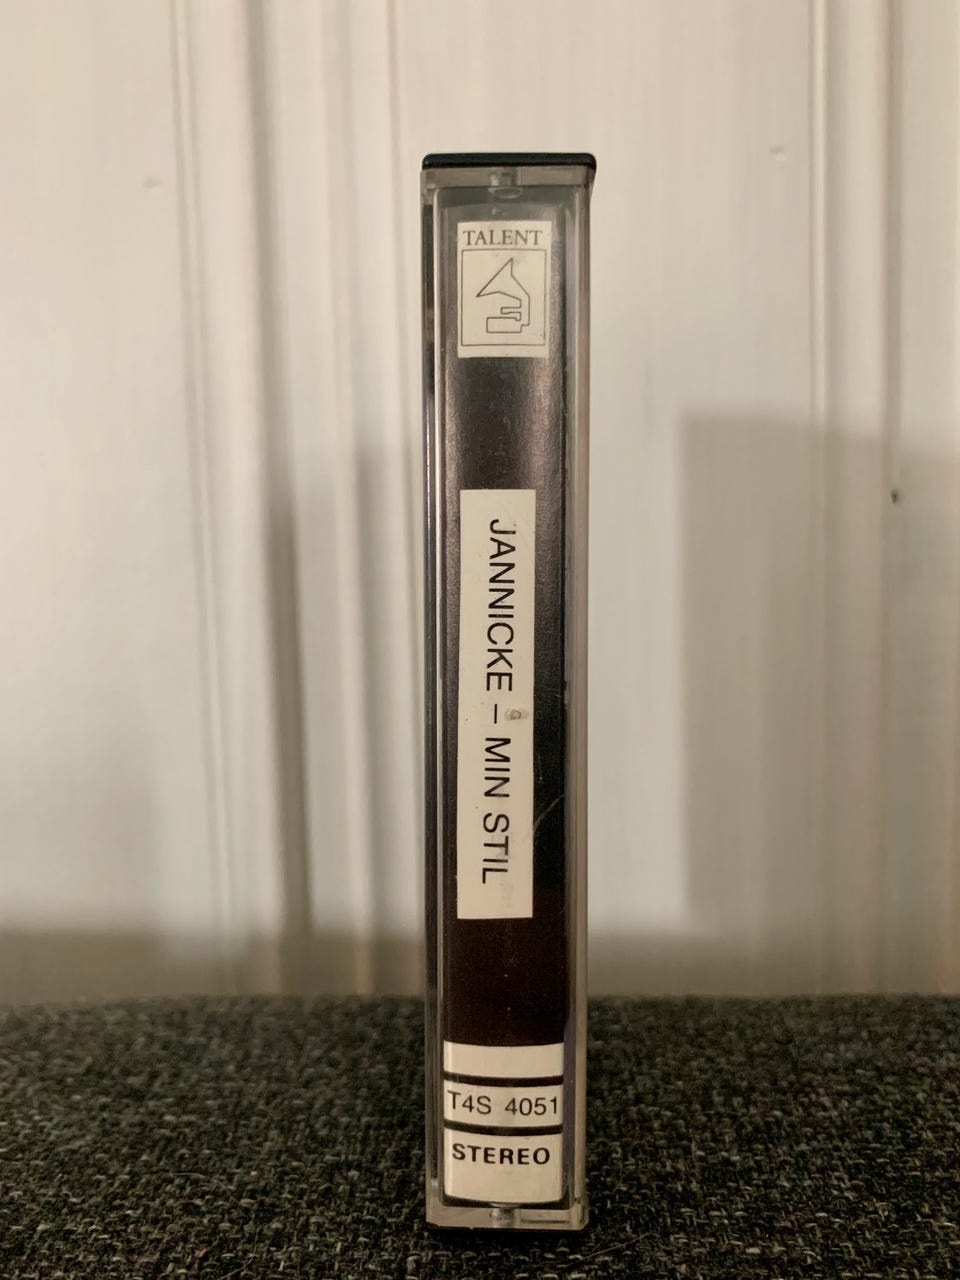 TALENT
JANNICKE – MIN STIL
T4S 4051
STEREO